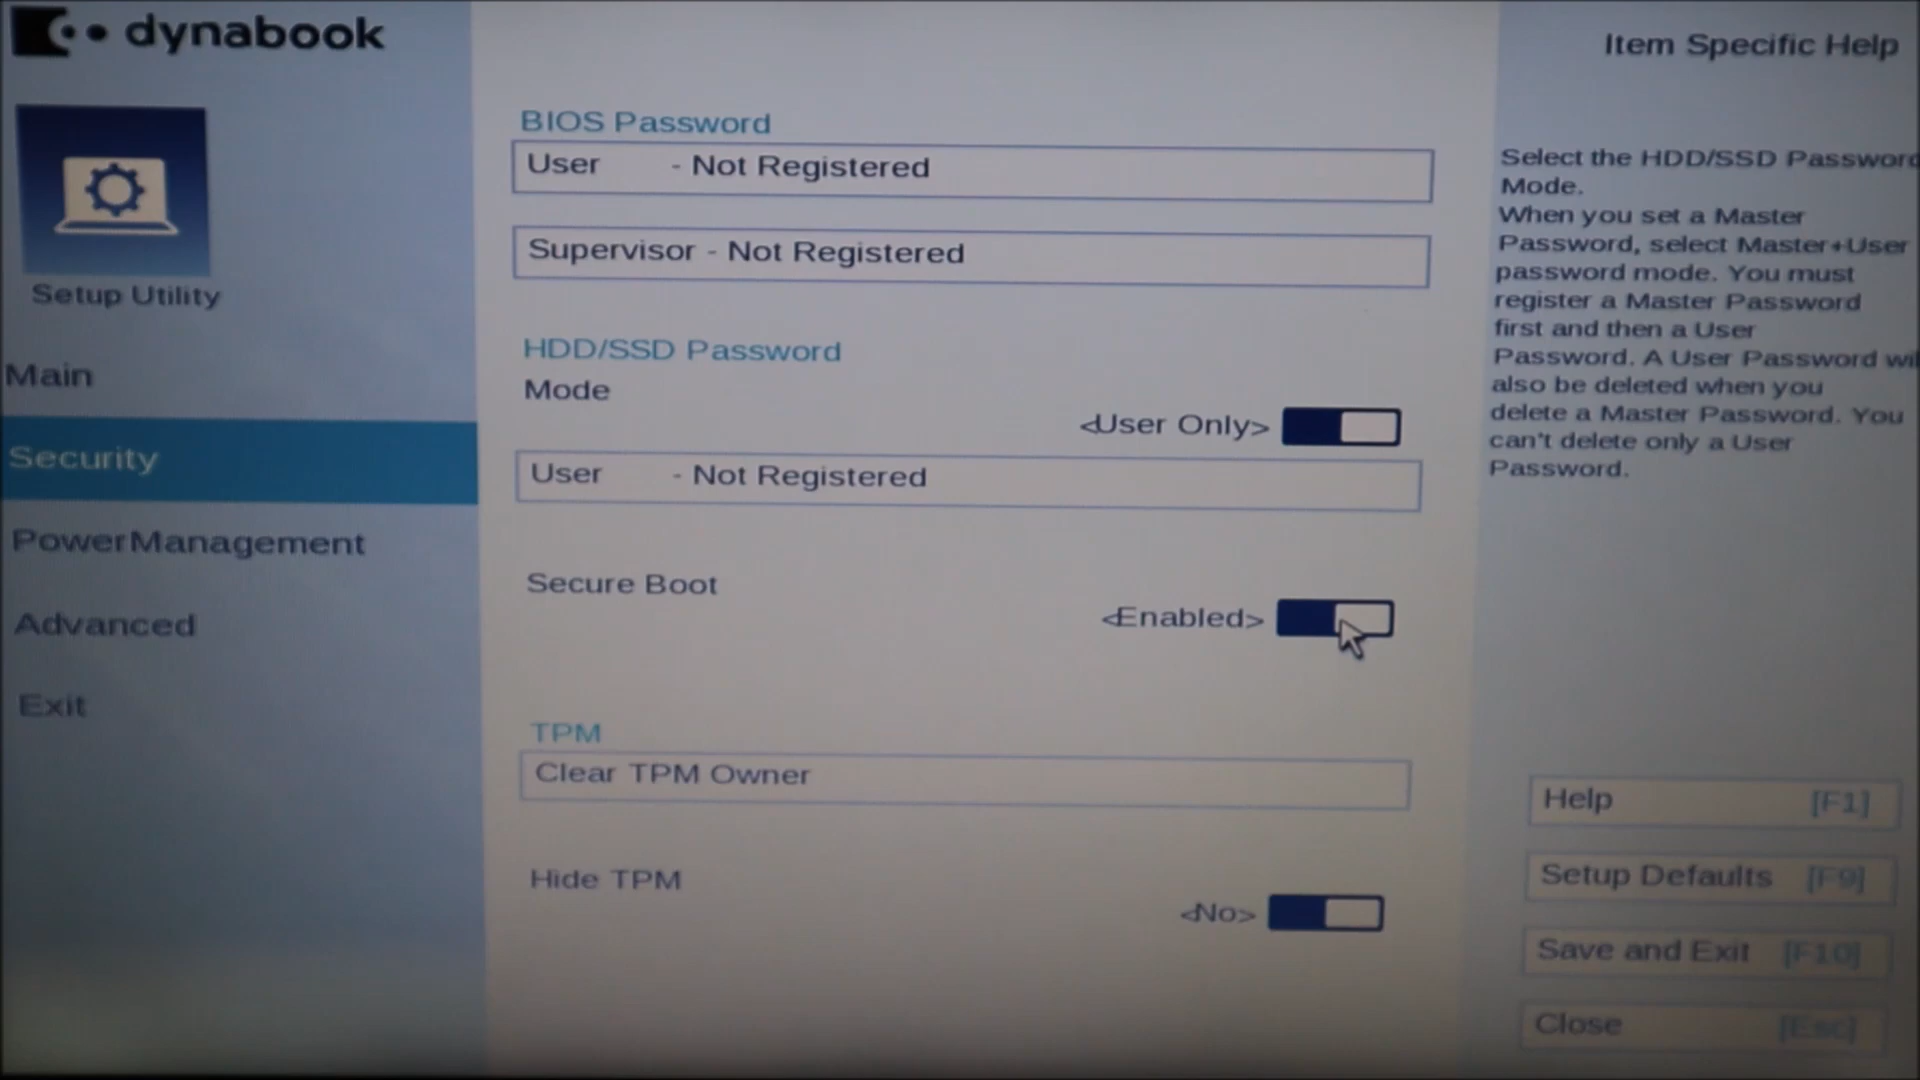 dynabook
Setup Utility
Main
Security
PowerManagement
Advanced
Exit
BIOS Password
User - Not Registered
Supervisor - Not Registered
HDD/SSD Password
Mode
<User Only>
User - Not Registered
Secure Boot
<Enabled>
TPM
Clear TPM Owner
Hide TPM
<No>
Item Specific Help
Select the HDD/SSD Password
Mode.
When you set a Master
Password, select Master+User
password mode. You must
register a Master Password
first and then a User
Password. A User Password wil
also be deleted when you
delete a Master Password. You
can't delete only a User
Password.
Help [F1]
Setup Defaults [F9]
Save and Exit [F10]
Close [Esc]